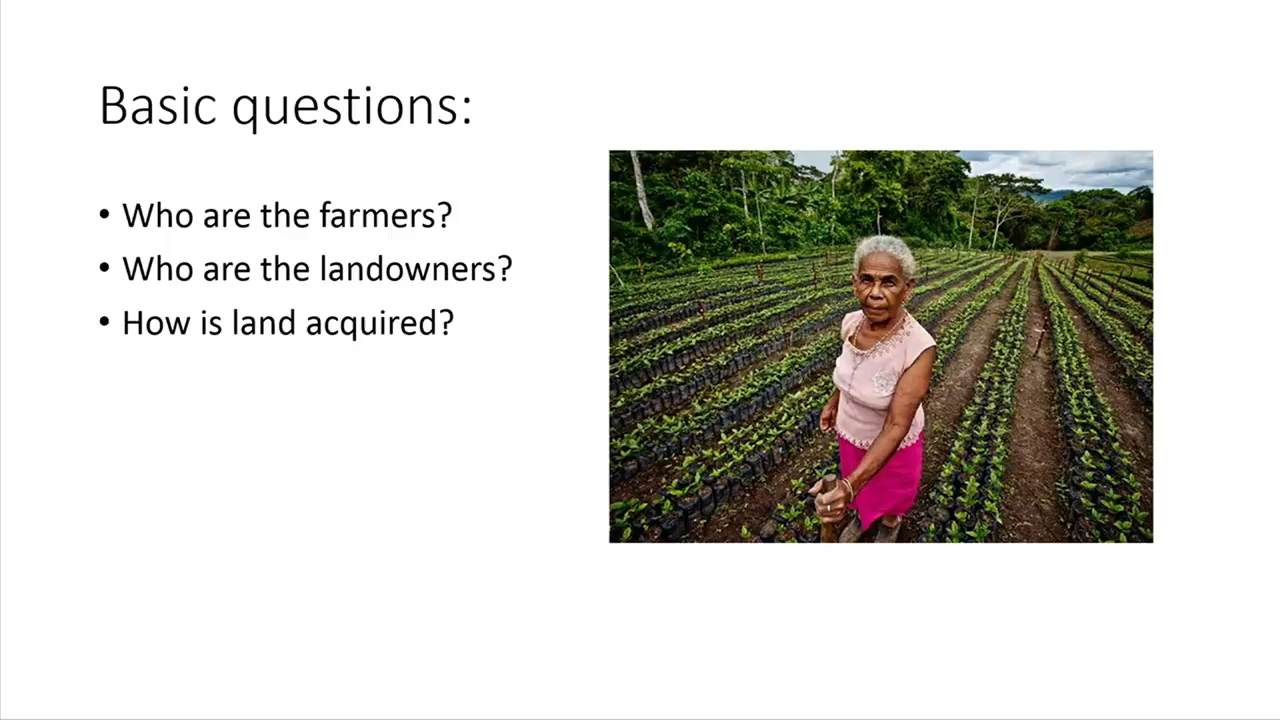 Basic questions:
• Who are the farmers?
• Who are the landowners?
• How is land acquired?